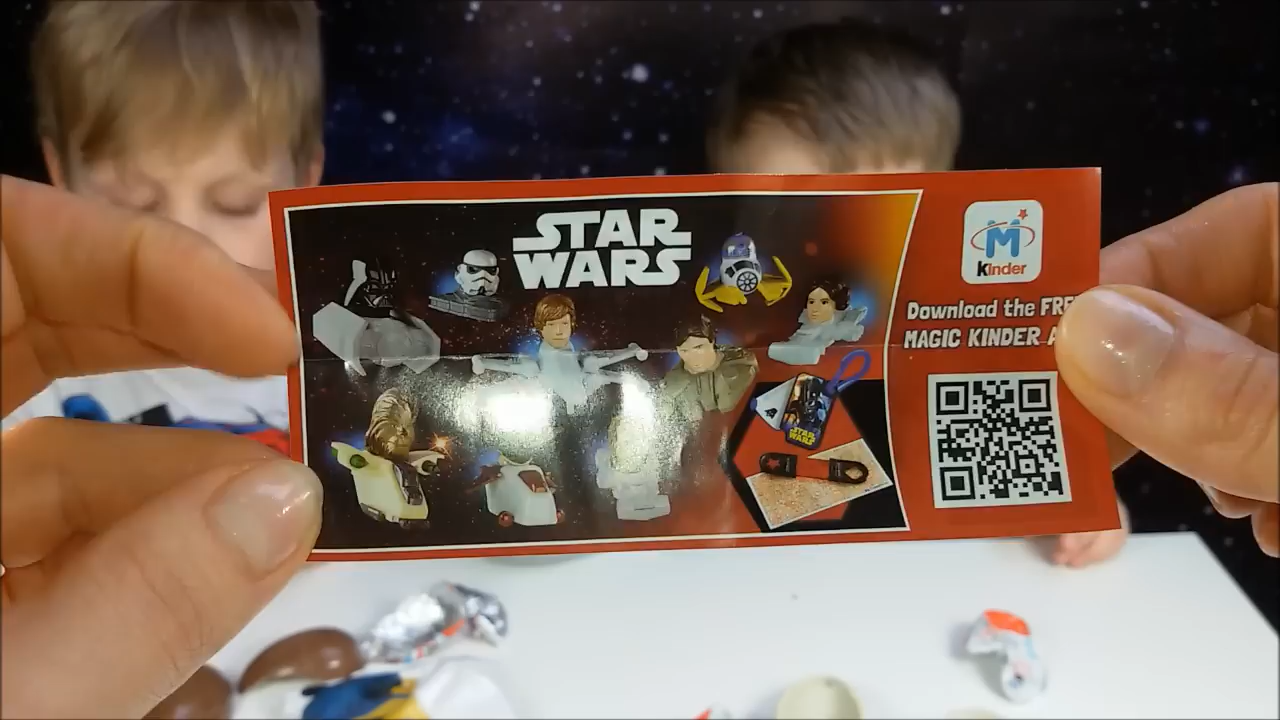 STAR
WARS
M
kinder
Download the FRE
MAGIC KINDER A
STAR
WARS